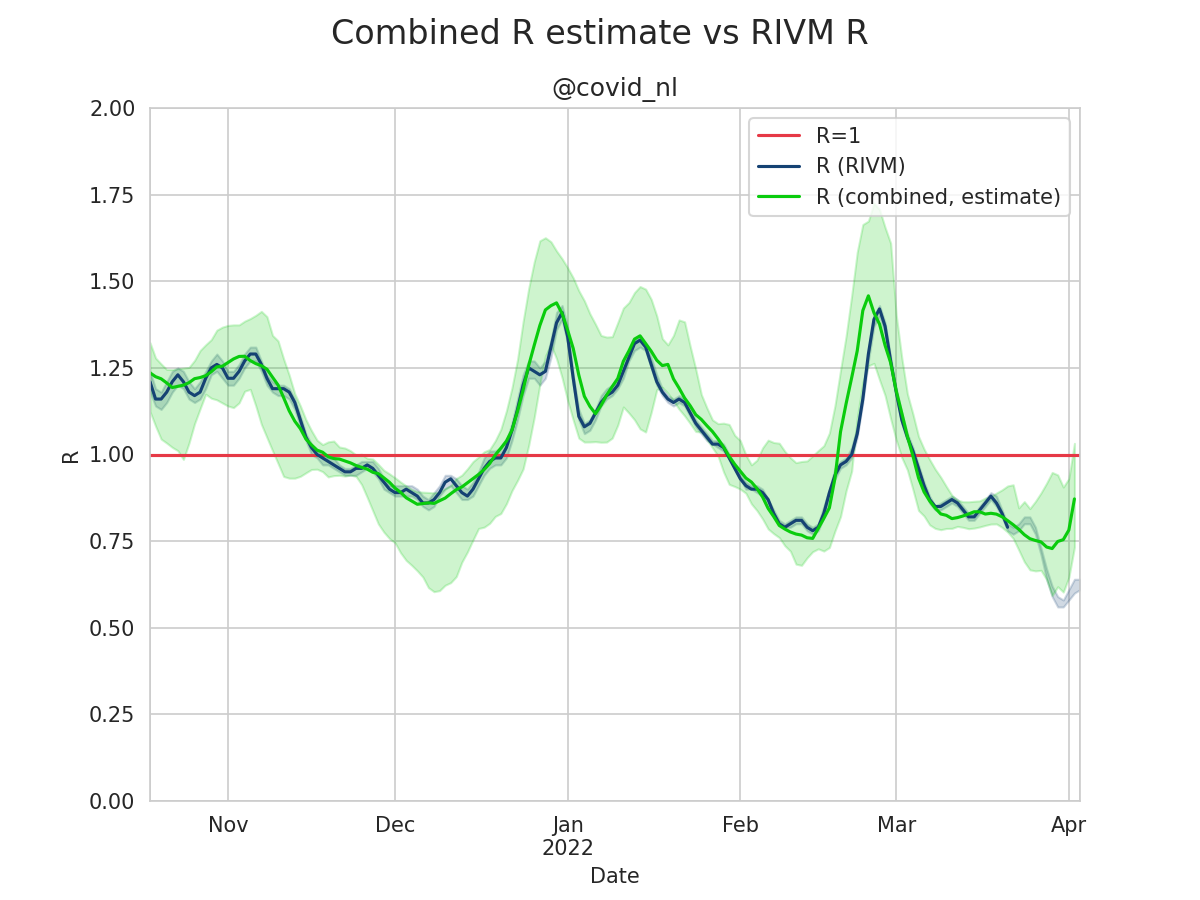 Combined R estimate vs RIVM R
@covid_nl
R=1
R (RIVM)
R (combined, estimate)
2.00
1.75
1.50
1.25
1.00
0.75
0.50
0.25
0.00
R
Nov Dec Jan Feb Mar Apr
2022
Date